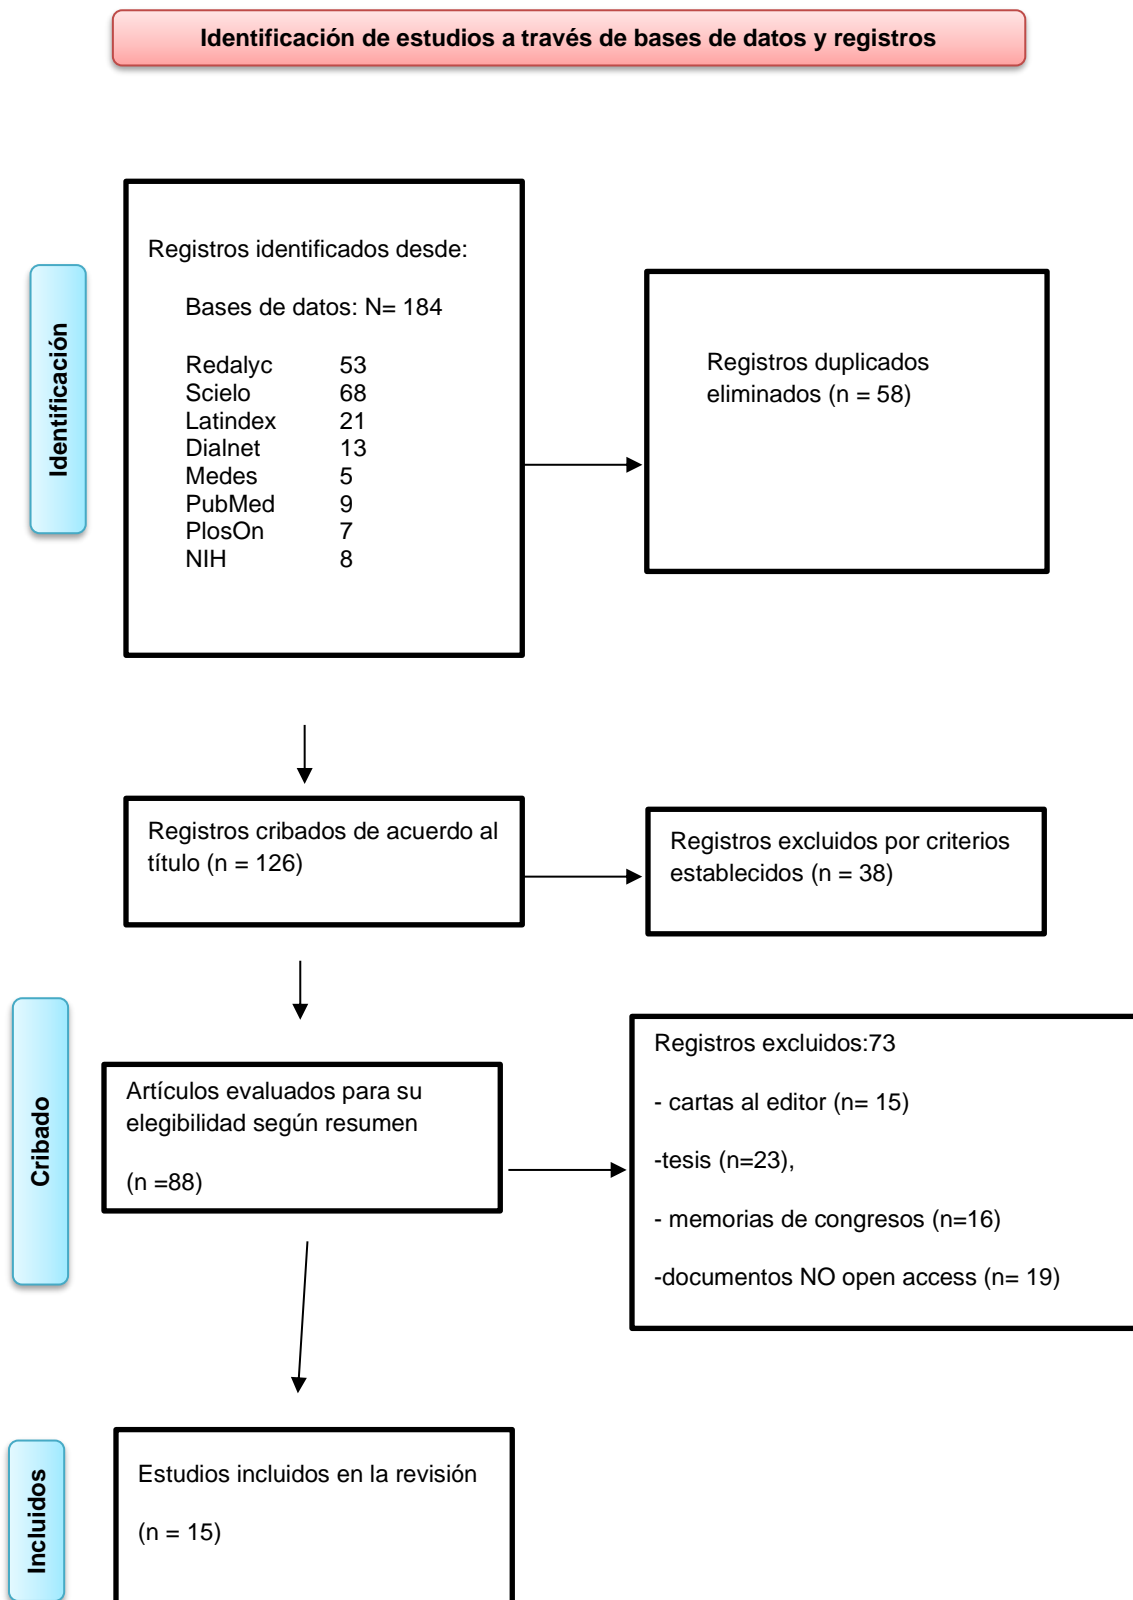 Identificación de estudios a través de bases de datos y registros
Identificación
Registros identificados desde:
Bases de datos: N= 184
Redalyc 53
Scielo 68
Latindex 21
Dialnet 13
Medes 5
PubMed 9
PlosOn 7
NIH 8
Registros duplicados
eliminados (n = 58)
Registros cribados de acuerdo al
título (n = 126)
Registros excluidos por criterios
establecidos (n = 38)
Cribado
Artículos evaluados para su
elegibilidad según resumen
(n =88)
Registros excluidos:73
- cartas al editor (n= 15)
-tesis (n=23),
- memorias de congresos (n=16)
-documentos NO open access (n= 19)
Incluidos
Estudios incluidos en la revisión
(n = 15)